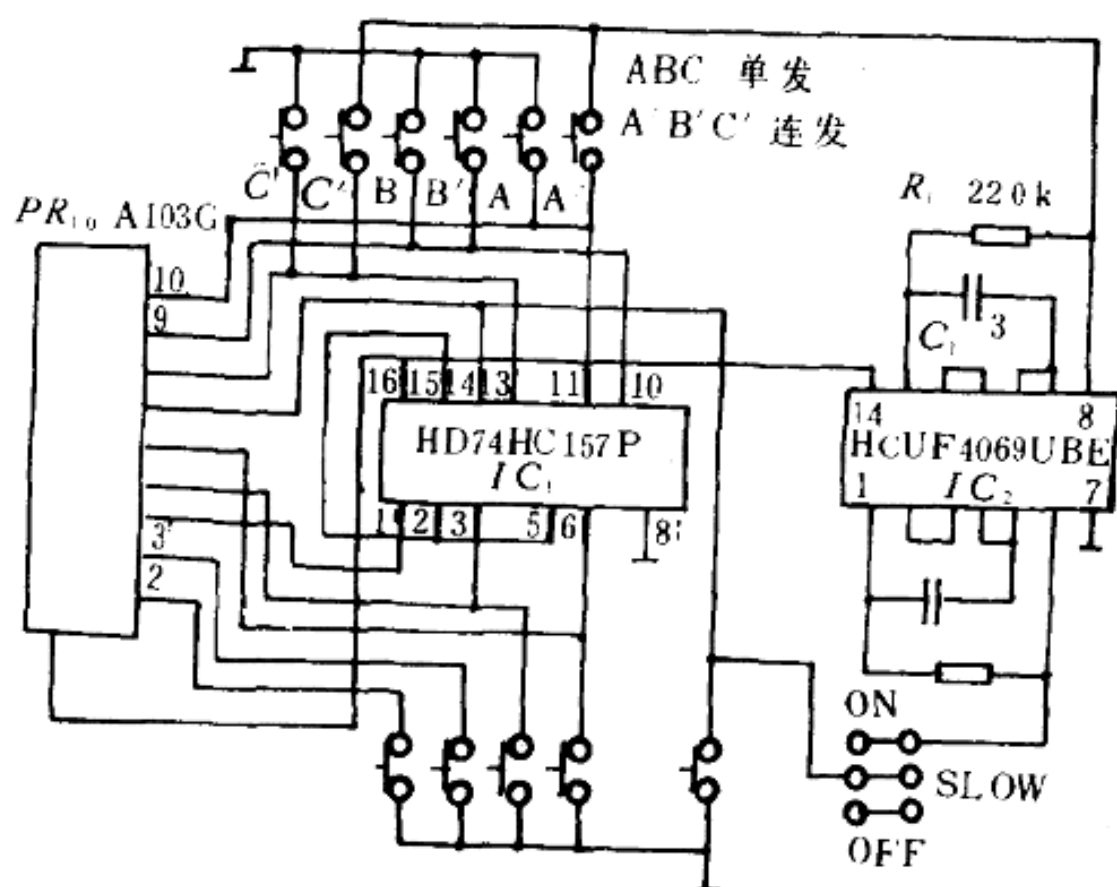 ABC 单发
A'B'C' 连发
C' C' B B' A A'
PR₁₀ A103G
R₁ 220k
10
9
C₁ 3
16 15 14 13 11 10
14 8
HD74HC157P
IC₁
HCUF4069UBE
IC₂
1 7
1 2 3 5 6 8
3
2
ON
SLOW
OFF